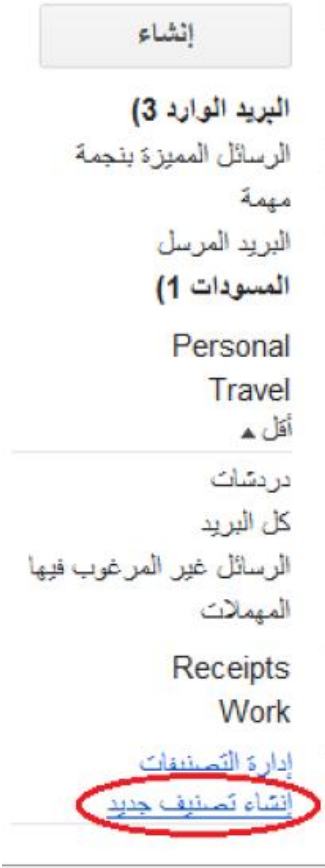 إنشاء
البريد الوارد 3)
الرسائل المميزة بنجمة
مهمة
البريد المرسل
المسودات 1)
Personal
Travel
أقل ▲
دردشات
كل البريد
الرسائل غير المرغوب فيها
المهملات
Receipts
Work
إدارة التصنيفات
إنشاء تصنيف جديد